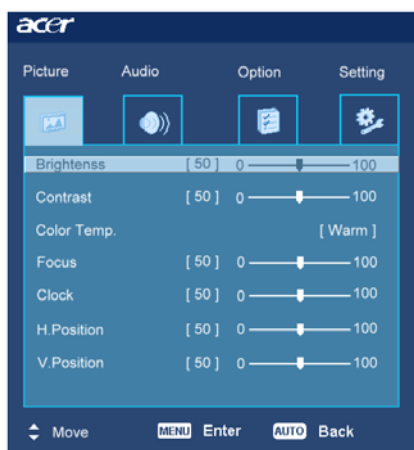 acer
Picture Audio Option Setting
Brightenss [ 50 ] 0 100
Contrast [ 50 ] 0 100
Color Temp. [ Warm ]
Focus [ 50 ] 0 100
Clock [ 50 ] 0 100
H.Position [ 50 ] 0 100
V.Position [ 50 ] 0 100
Move MENU Enter AUTO Back